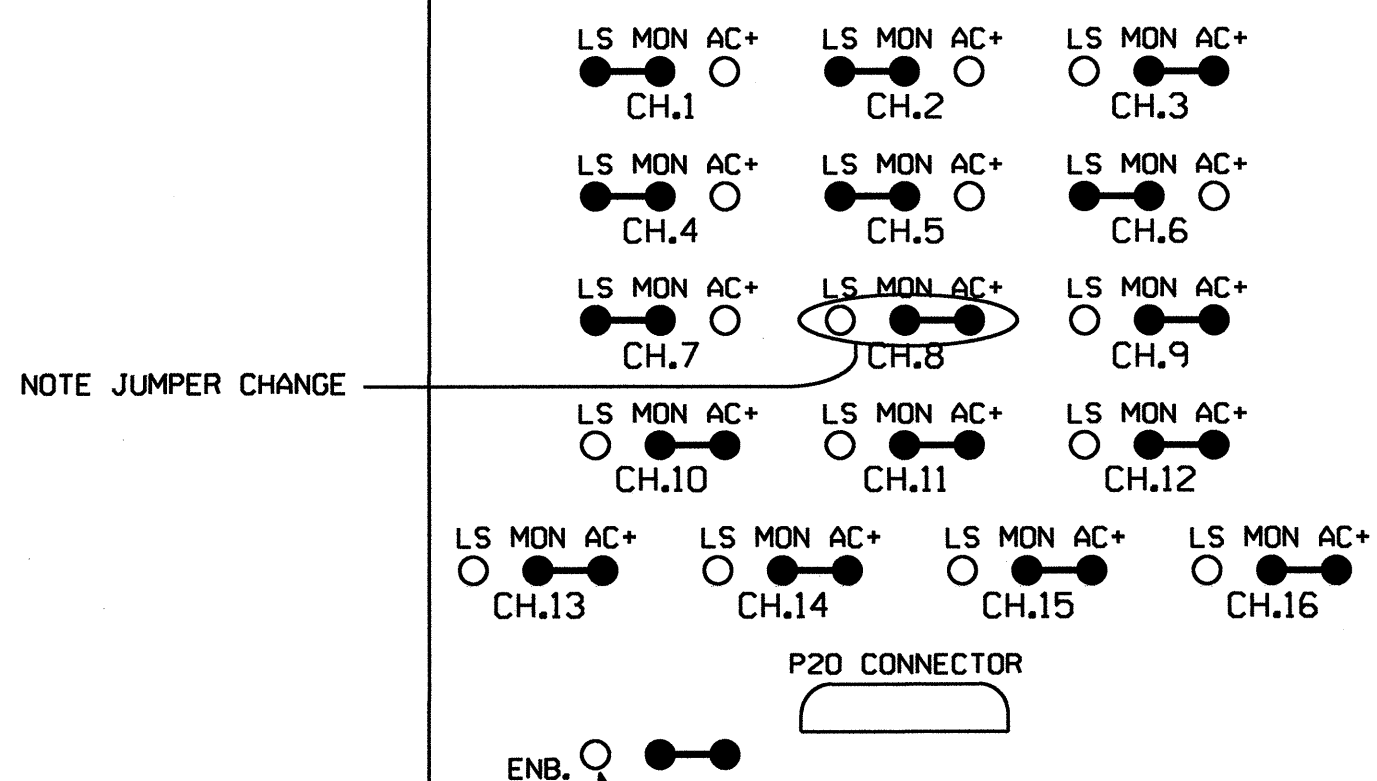 LS MON AC+ LS MON AC+ LS MON AC+
CH.1 CH.2 CH.3
LS MON AC+ LS MON AC+ LS MON AC+
CH.4 CH.5 CH.6
LS MON AC+ LS MON AC+ LS MON AC+
CH.7 CH.8 CH.9
NOTE JUMPER CHANGE
LS MON AC+ LS MON AC+ LS MON AC+
CH.10 CH.11 CH.12
LS MON AC+ LS MON AC+ LS MON AC+ LS MON AC+
CH.13 CH.14 CH.15 CH.16
P20 CONNECTOR
ENB.